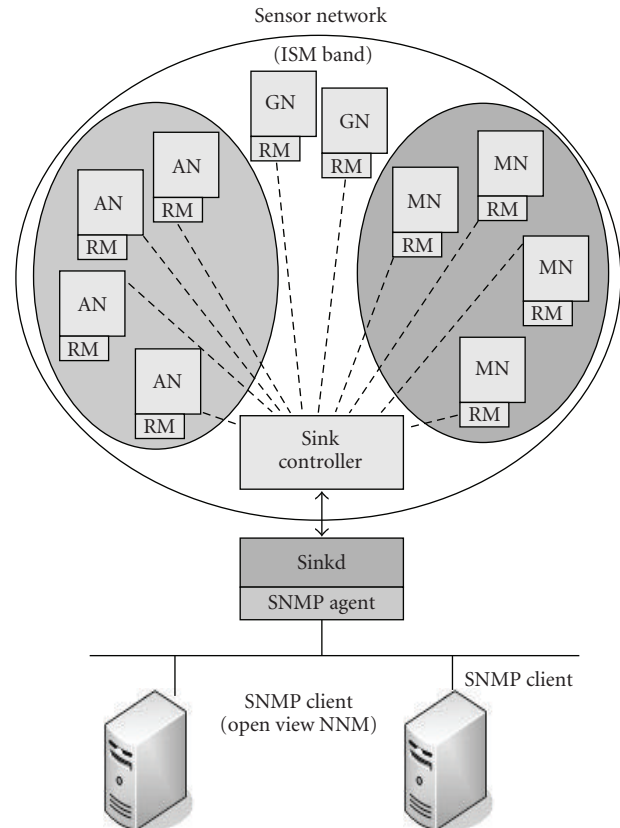 Sensor network
(ISM band)
GN
RM
GN
RM
AN
RM
AN
RM
AN
RM
AN
RM
MN
RM
MN
RM
MN
RM
MN
RM
Sink
controller
Sinkd
SNMP agent
SNMP client
(open view NNM)
SNMP client